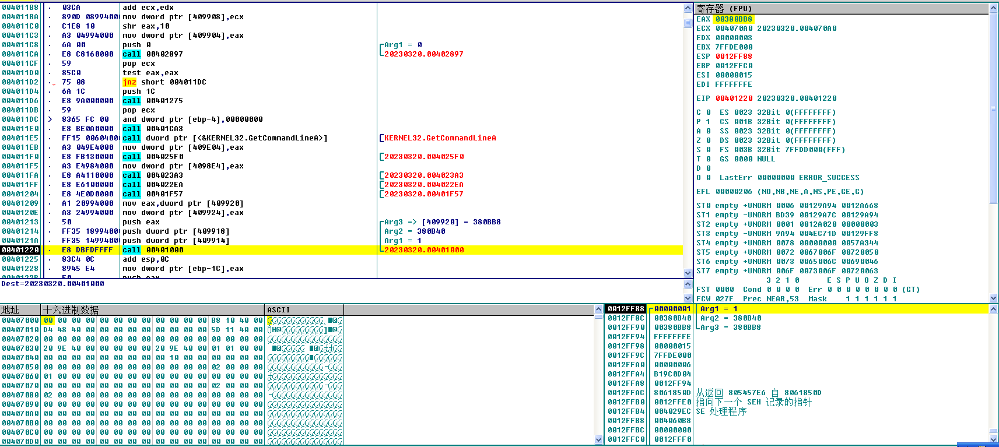 004011B8 · 03CA add ecx,edx
004011BA · 890D 0899400 mov dword ptr [409908],ecx
004011C0 · C1E8 10 shr eax,10
004011C3 · A3 04994000 mov dword ptr [409904],eax
004011C8 · 6A 00 push 0 Arg1 = 0
004011CA · E8 C8160000 call 00402897 20230320.00402897
004011CF · 59 pop ecx
004011D0 · 85C0 test eax,eax
004011D2 · 75 08 jnz short 004011DC
004011D4 · 6A 1C push 1C
004011D6 · E8 9A000000 call 00401275
004011DB · 59 pop ecx
004011DC > 8365 FC 00 and dword ptr [ebp-4],00000000
004011E0 · E8 BE0A0000 call 00401CA3
004011E5 · FF15 0060400 call dword ptr [<&KERNEL32.GetCommandLineA>] KERNEL32.GetCommandLineA
004011EB · A3 049E4000 mov dword ptr [409E04],eax
004011F0 · E8 FB130000 call 004025F0 20230320.004025F0
004011F5 · A3 E4984000 mov dword ptr [4098E4],eax
004011FA · E8 A4110000 call 004023A3 20230320.004023A3
004011FF · E8 E6100000 call 004022EA 20230320.004022EA
00401204 · E8 4E0D0000 call 00401F57 20230320.00401F57
00401209 · A1 20994000 mov eax,dword ptr [409920]
0040120E · A3 24994000 mov dword ptr [409924],eax
00401213 · 50 push eax Arg3 => [409920] = 380BB8
00401214 · FF35 1899400 push dword ptr [409918] Arg2 = 380B40
0040121A · FF35 1499400 push dword ptr [409914] Arg1 = 1
00401220 · E8 DBFDFFFF call 00401000 20230320.00401000
00401225 · 83C4 0C add esp,0C
00401228 · 8945 E4 mov dword ptr [ebp-1C],eax
Dest=20230320.00401000
寄存器 (FPU)
EAX 00380BB8
ECX 004070A0 20230320.004070A0
EDX 00000003
EBX 7FFDE000
ESP 0012FF88
EBP 0012FFC0
ESI 00000015
EDI FFFFFFFE
EIP 00401220 20230320.00401220
C 0 ES 0023 32Bit 0(FFFFFFFF)
P 1 CS 001B 32Bit 0(FFFFFFFF)
A 0 SS 0023 32Bit 0(FFFFFFFF)
Z 0 DS 0023 32Bit 0(FFFFFFFF)
S 0 FS 003B 32Bit 7FFDD000(FFF)
T 0 GS 0000 NULL
D 0
O 0 LastErr 00000000 ERROR_SUCCESS
EFL 00000206 (NO,NB,NE,A,NS,PE,GE,G)
ST0 empty +UNORM 0006 00129A94 0012A668
ST1 empty -UNORM BD39 00129A7C 00129A94
ST2 empty +UNORM 0001 0012A020 00000003
ST3 empty -UNORM 9A94 004EC71D 00129FF8
ST4 empty +UNORM 0078 00000000 0057A344
ST5 empty +UNORM 0072 0067006F 00720050
ST6 empty +UNORM 0073 0065006C 00690046
ST7 empty +UNORM 006F 0073006F 00720063
3 2 1 0 E S P U O Z D I
FST 0000 Cond 0 0 0 0 Err 0 0 0 0 0 0 0 0 (GT)
FCW 027F Prec NEAR,53 Mask 1 1 1 1 1 1
地址 十六进制数据 ASCII
00407000 00 00 00 00 00 00 00 00 00 00 00 00 B8 10 40 00
00407010 D4 48 40 00 00 00 00 00 00 00 00 00 5D 11 40 00
00407020 00 00 00 00 00 00 00 00 00 00 00 00 00 00 00 00
00407030 20 9E 40 00 00 00 00 00 20 9E 40 00 01 01 00 00
00407040 00 00 00 00 00 00 00 00 00 10 00 00 00 00 00 00
00407050 00 00 00 00 00 00 00 00 00 00 00 00 02 00 00 00
00407060 01 00 00 00 00 00 00 00 00 00 00 00 00 00 00 00
00407070 00 00 00 00 00 00 00 00 00 00 00 00 02 00 00 00
00407080 02 00 00 00 00 00 00 00 00 00 00 00 00 00 00 00
00407090 00 00 00 00 00 00 00 00 00 00 00 00 00 00 00 00
004070A0 00 00 00 00 00 00 00 00 00 00 00 00 00 00 00 00
004070B0 00 00 00 00 00 00 00 00 00 00 00 00 00 00 00 00
004070C0 00 00 00 00 00 00 00 00 00 00 00 00 00 00 00 00
004070D0 00 00 00 00 00 00 00 00 00 00 00 00 00 00 00 00
0012FF88 00000001 Arg1 = 1
0012FF8C 00380B40 Arg2 = 380B40
0012FF90 00380BB8 Arg3 = 380BB8
0012FF94 FFFFFFFE
0012FF98 00000015
0012FF9C 7FFDE000
0012FFA0 00000006
0012FFA4 B19C0D04
0012FFA8 0012FF94
0012FFAC 8061850D 从返回 805457E6 自 8061850D
0012FFB0 0012FFE0 指向下一个 SEH 记录的指针
0012FFB4 004029EC SE 处理程序
0012FFB8 004060B8
0012FFBC 00000000
0012FFC0 0012FFF0